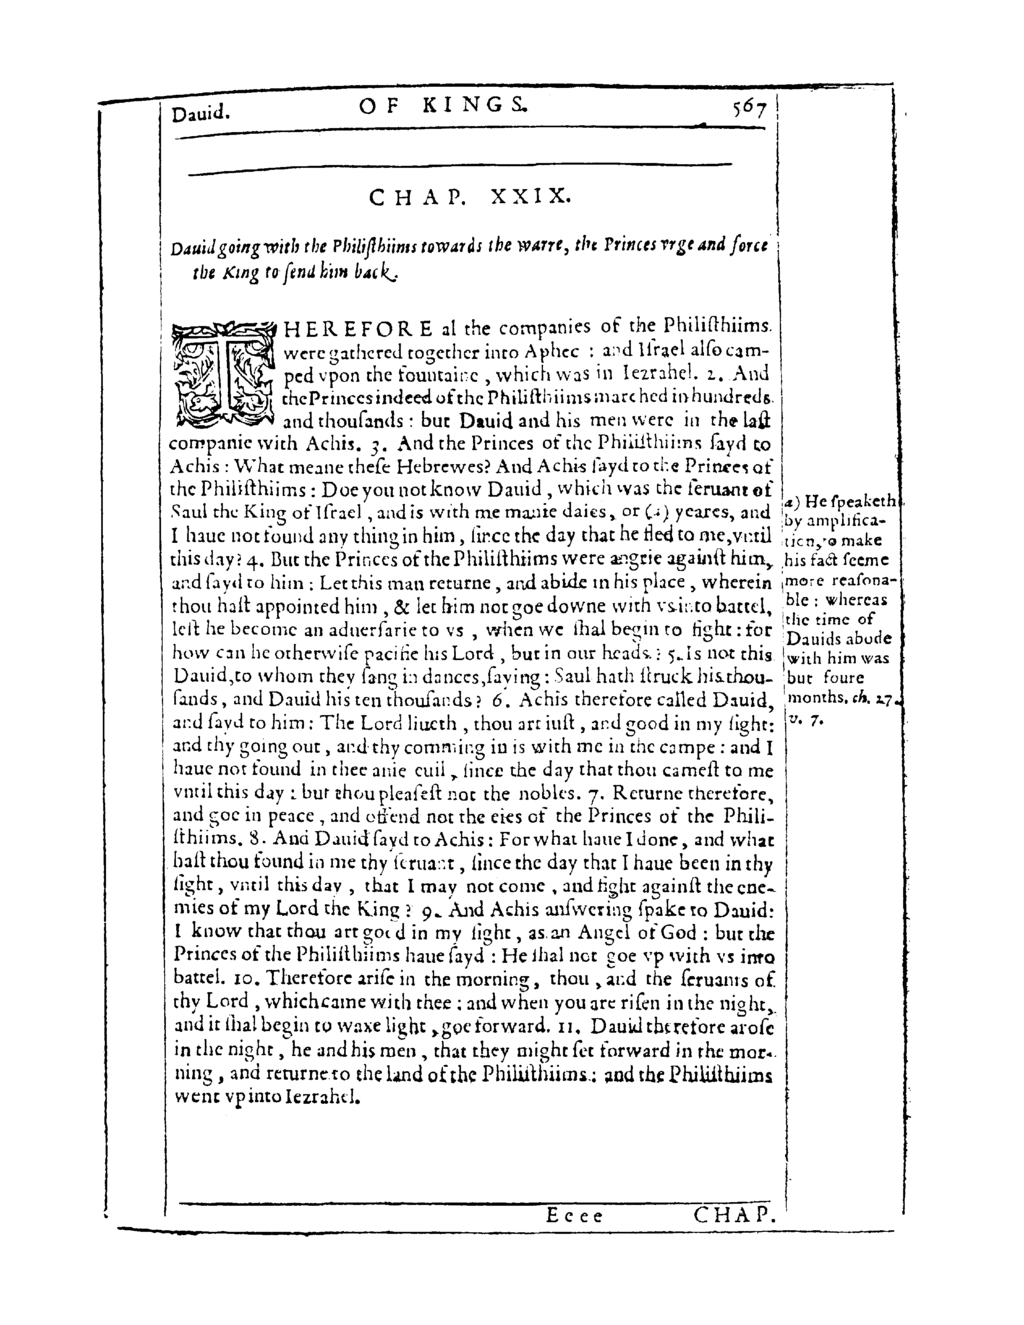 Dauid. OF KINGS. 567
CHAP. XXIX.
Dauid going with the Philiſthiims towards the warre, the Princes vrge and force
the King to ſend him back.
THEREFORE al the companies of the Philiſthiims.
were gathered together into Aphec : and Iſrael alſo cam-
ped vpon the fountaine , which was in Iezrahel. 2. And
the Princes indeed of the Philiſthiims marched in hundreds.
and thouſands : but Dauid and his men were in the laſt
companie with Achis. 3. And the Princes of the Philiſthiims ſayd to
Achis : What meane theſe Hebrewes? And Achis ſayd to the Princes of
the Philiſthiims : Doe you not know Dauid , which was the ſeruant of
Saul the King of Iſrael , and is with me manie daies, or (a) yeares, and
I haue not found any thing in him , ſince the day that he fled to me, vntil
this day? 4. But the Princes of the Philiſthiims were angrie againſt him,
and ſayd to him : Let this man returne , and abide in his place , wherein
thou haſt appointed him , & let him not goe downe with vs into battel,
leſt he become an aduerſarie to vs , when we ſhal begin to fight : for
how can he otherwiſe pacifie his Lord , but in our heads ? 5. Is not this
Dauid, to whom they ſang in dances, ſaying : Saul hath ſtruck his thou-
ſands , and Dauid his ten thouſands? 6. Achis therefore called Dauid,
and ſayd to him : The Lord liueth , thou art iuſt , and good in my ſight:
and thy going out , and thy comming in is with me in the campe : and I
haue not found in thee anie euil , ſince the day that thou cameſt to me
vntil this day : but thou pleaſeſt not the nobles. 7. Returne therefore,
and goe in peace , and offend not the eies of the Princes of the Phili-
ſthiims. 8. And Dauid ſayd to Achis : For what haue I done , and what
haſt thou found in me thy ſeruant , ſince the day that I haue been in thy
ſight , vntil this day , that I may not come , and fight againſt the ene-
mies of my Lord the King ? 9. And Achis anſwering ſpake to Dauid:
I know that thou art good in my ſight , as an Angel of God : but the
Princes of the Philiſthiims haue ſayd : He ſhal not goe vp with vs into
battel. 10. Therefore ariſe in the morning , thou , and the ſeruants of
thy Lord , which came with thee : and when you are riſen in the night,
and it ſhal begin to waxe light , goe forward. 11. Dauid therefore aroſe
in the night , he and his men , that they might ſet forward in the mor-
ning , and returne to the land of the Philiſthiims : and the Philiſthiims
went vp into Iezrahel.
a) He ſpeaketh
by amplifica-
tion, to make
his fact ſeeme
more reaſona-
ble : whereas
the time of
Dauids abode
with him was
but foure
months, ch. 27.
v. 7.
Eeee CHAP.